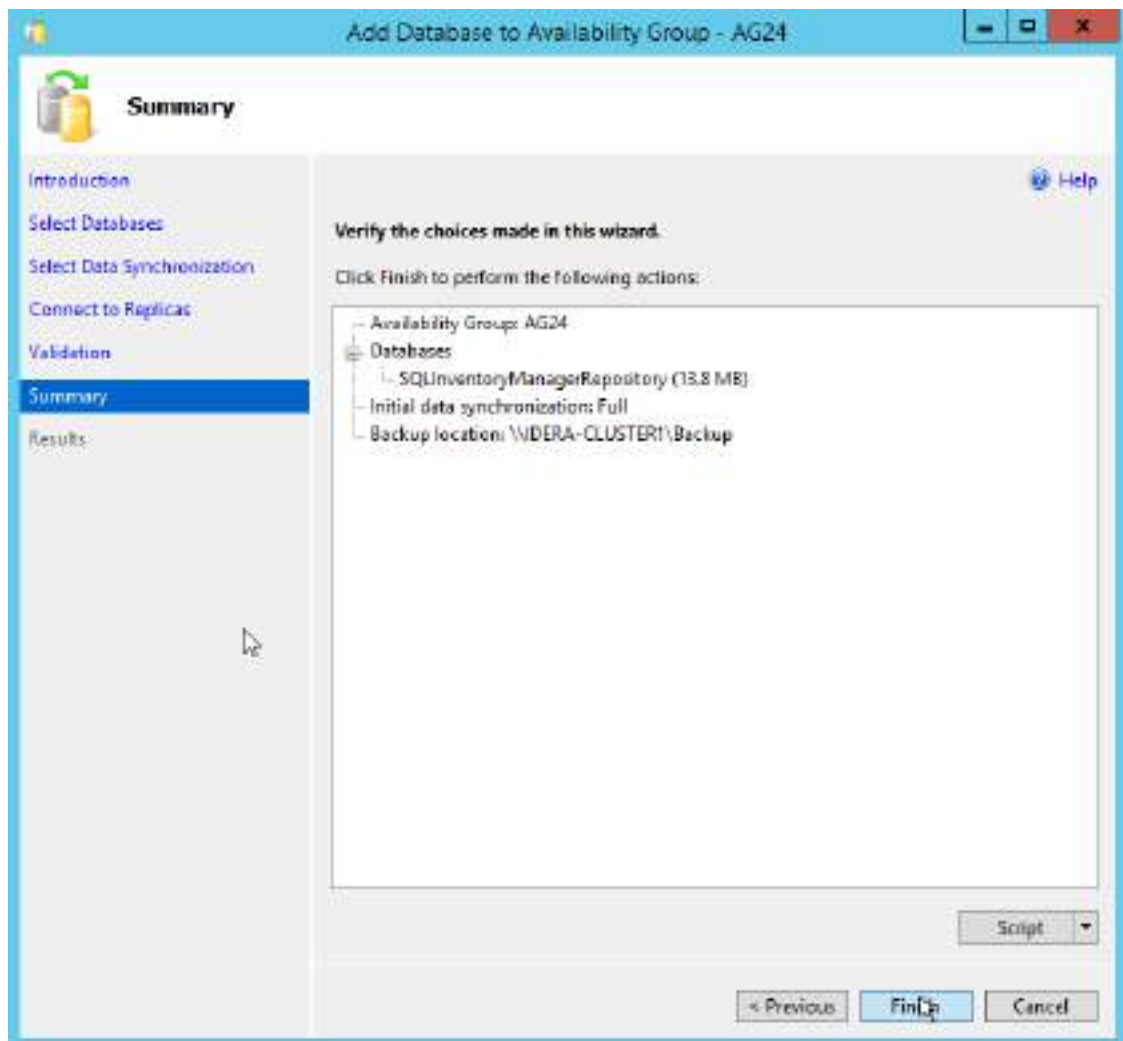 Add Database to Availability Group - AG24
Summary
Introduction
Select Databases
Select Data Synchronization
Connect to Replicas
Validation
Summary
Results
Help
Verify the choices made in this wizard.
Click Finish to perform the following actions:
Availability Group: AG24
Databases
SQLInventoryManagerRepository (13.8 MB)
Initial data synchronization: Full
Backup location: \\IDERA-CLUSTER1\Backup
Script
< Previous
Finish
Cancel